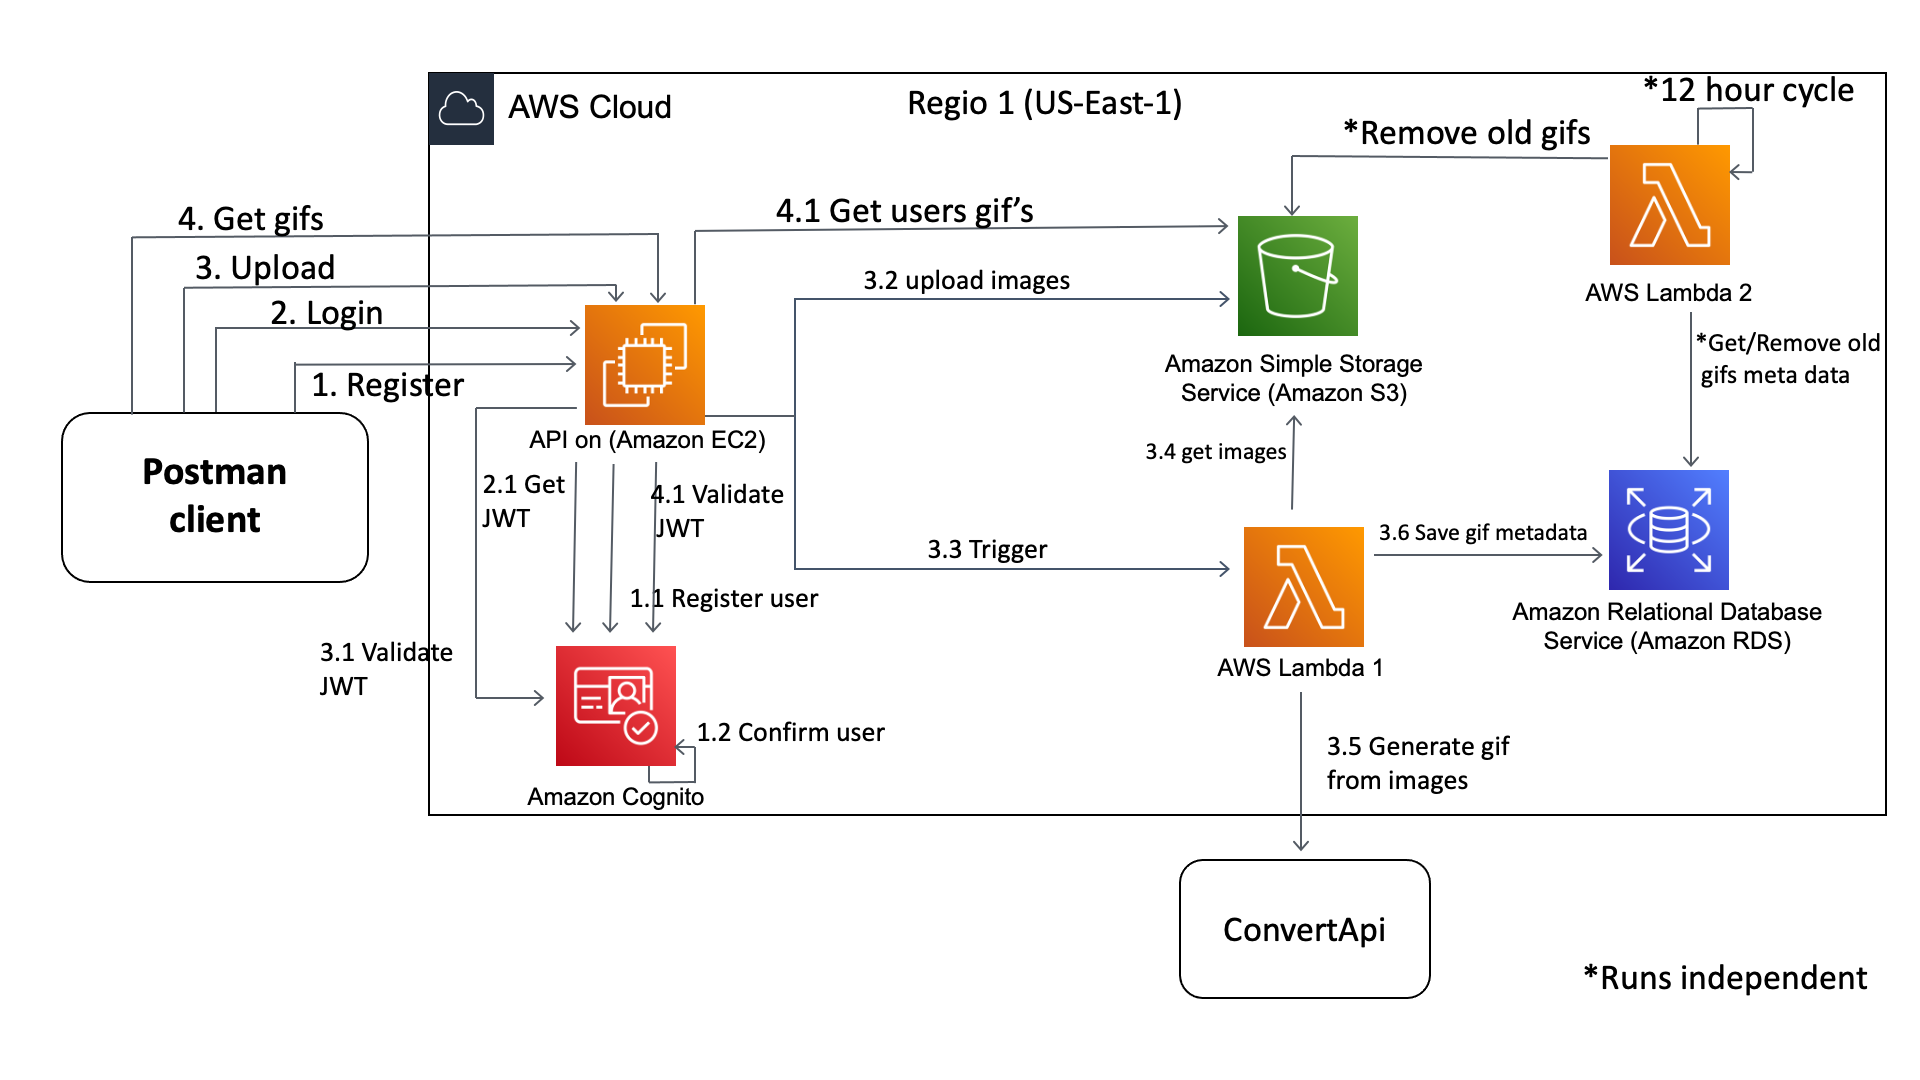 AWS Cloud
Regio 1 (US-East-1)
*12 hour cycle
*Remove old gifs
4. Get gifs
4.1 Get users gif’s
3. Upload
3.2 upload images
2. Login
AWS Lambda 2
1. Register
*Get/Remove old
gifs meta data
Amazon Simple Storage
Service (Amazon S3)
API on (Amazon EC2)
3.4 get images
Postman
client
2.1 Get
JWT
4.1 Validate
JWT
3.3 Trigger
3.6 Save gif metadata
1.1 Register user
Amazon Relational Database
Service (Amazon RDS)
3.1 Validate
JWT
AWS Lambda 1
1.2 Confirm user
3.5 Generate gif
from images
Amazon Cognito
ConvertApi
*Runs independent